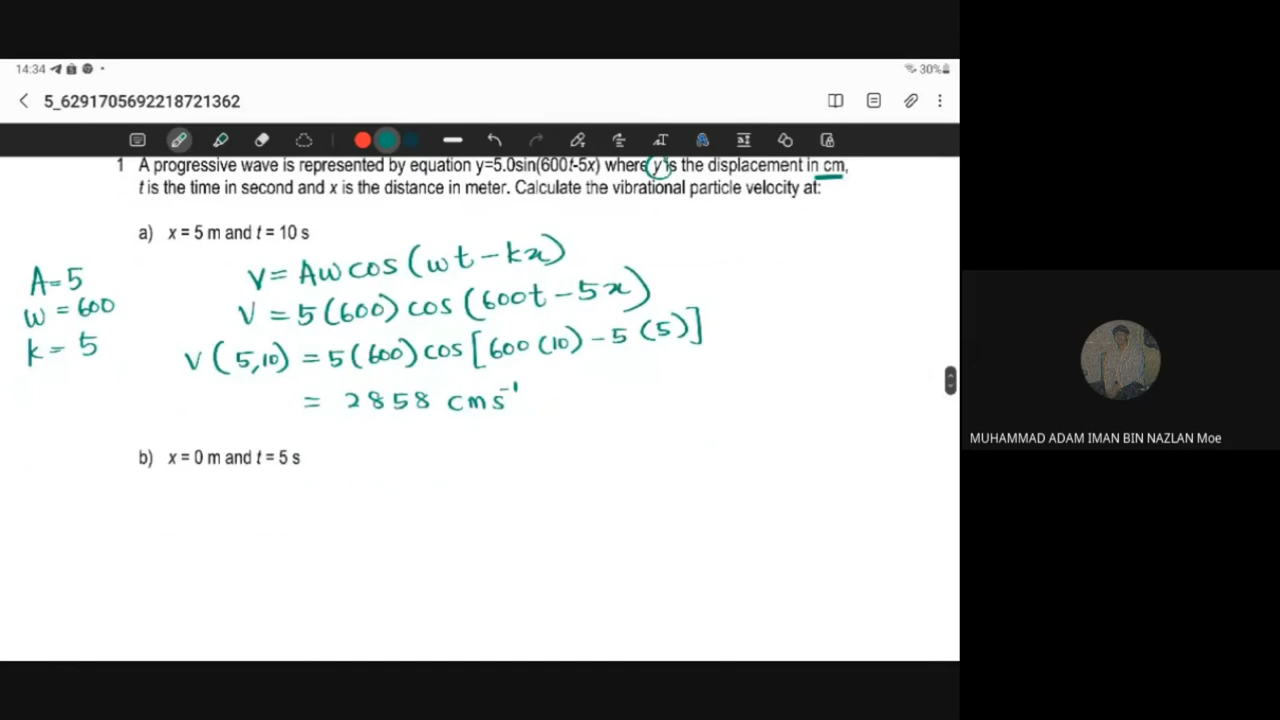 14:34 30%
5_6291705692218721362
1 A progressive wave is represented by equation y=5.0sin(600t-5x) where y is the displacement in cm,
t is the time in second and x is the distance in meter. Calculate the vibrational particle velocity at:
a) x = 5 m and t = 10 s
A=5
w = 600
k = 5
V = Aw cos (wt - kx)
V = 5(600) cos (600t - 5x)
V (5,10) = 5(600) cos [600 (10) - 5 (5)]
= 2858 cms⁻¹
b) x = 0 m and t = 5 s
MUHAMMAD ADAM IMAN BIN NAZLAN Moe